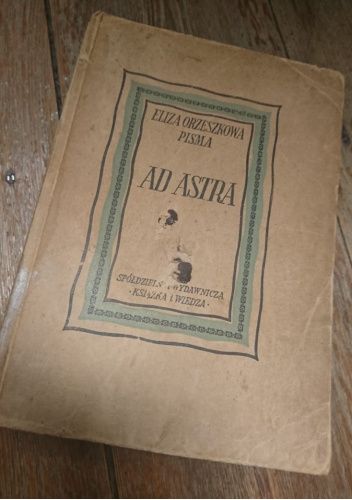 ELIZA ORZESZKOWA
PISMA
AD ASTRA
SPÓŁDZIELN WYDAWNICZA
• KSIĄŻKA I WIEDZA •